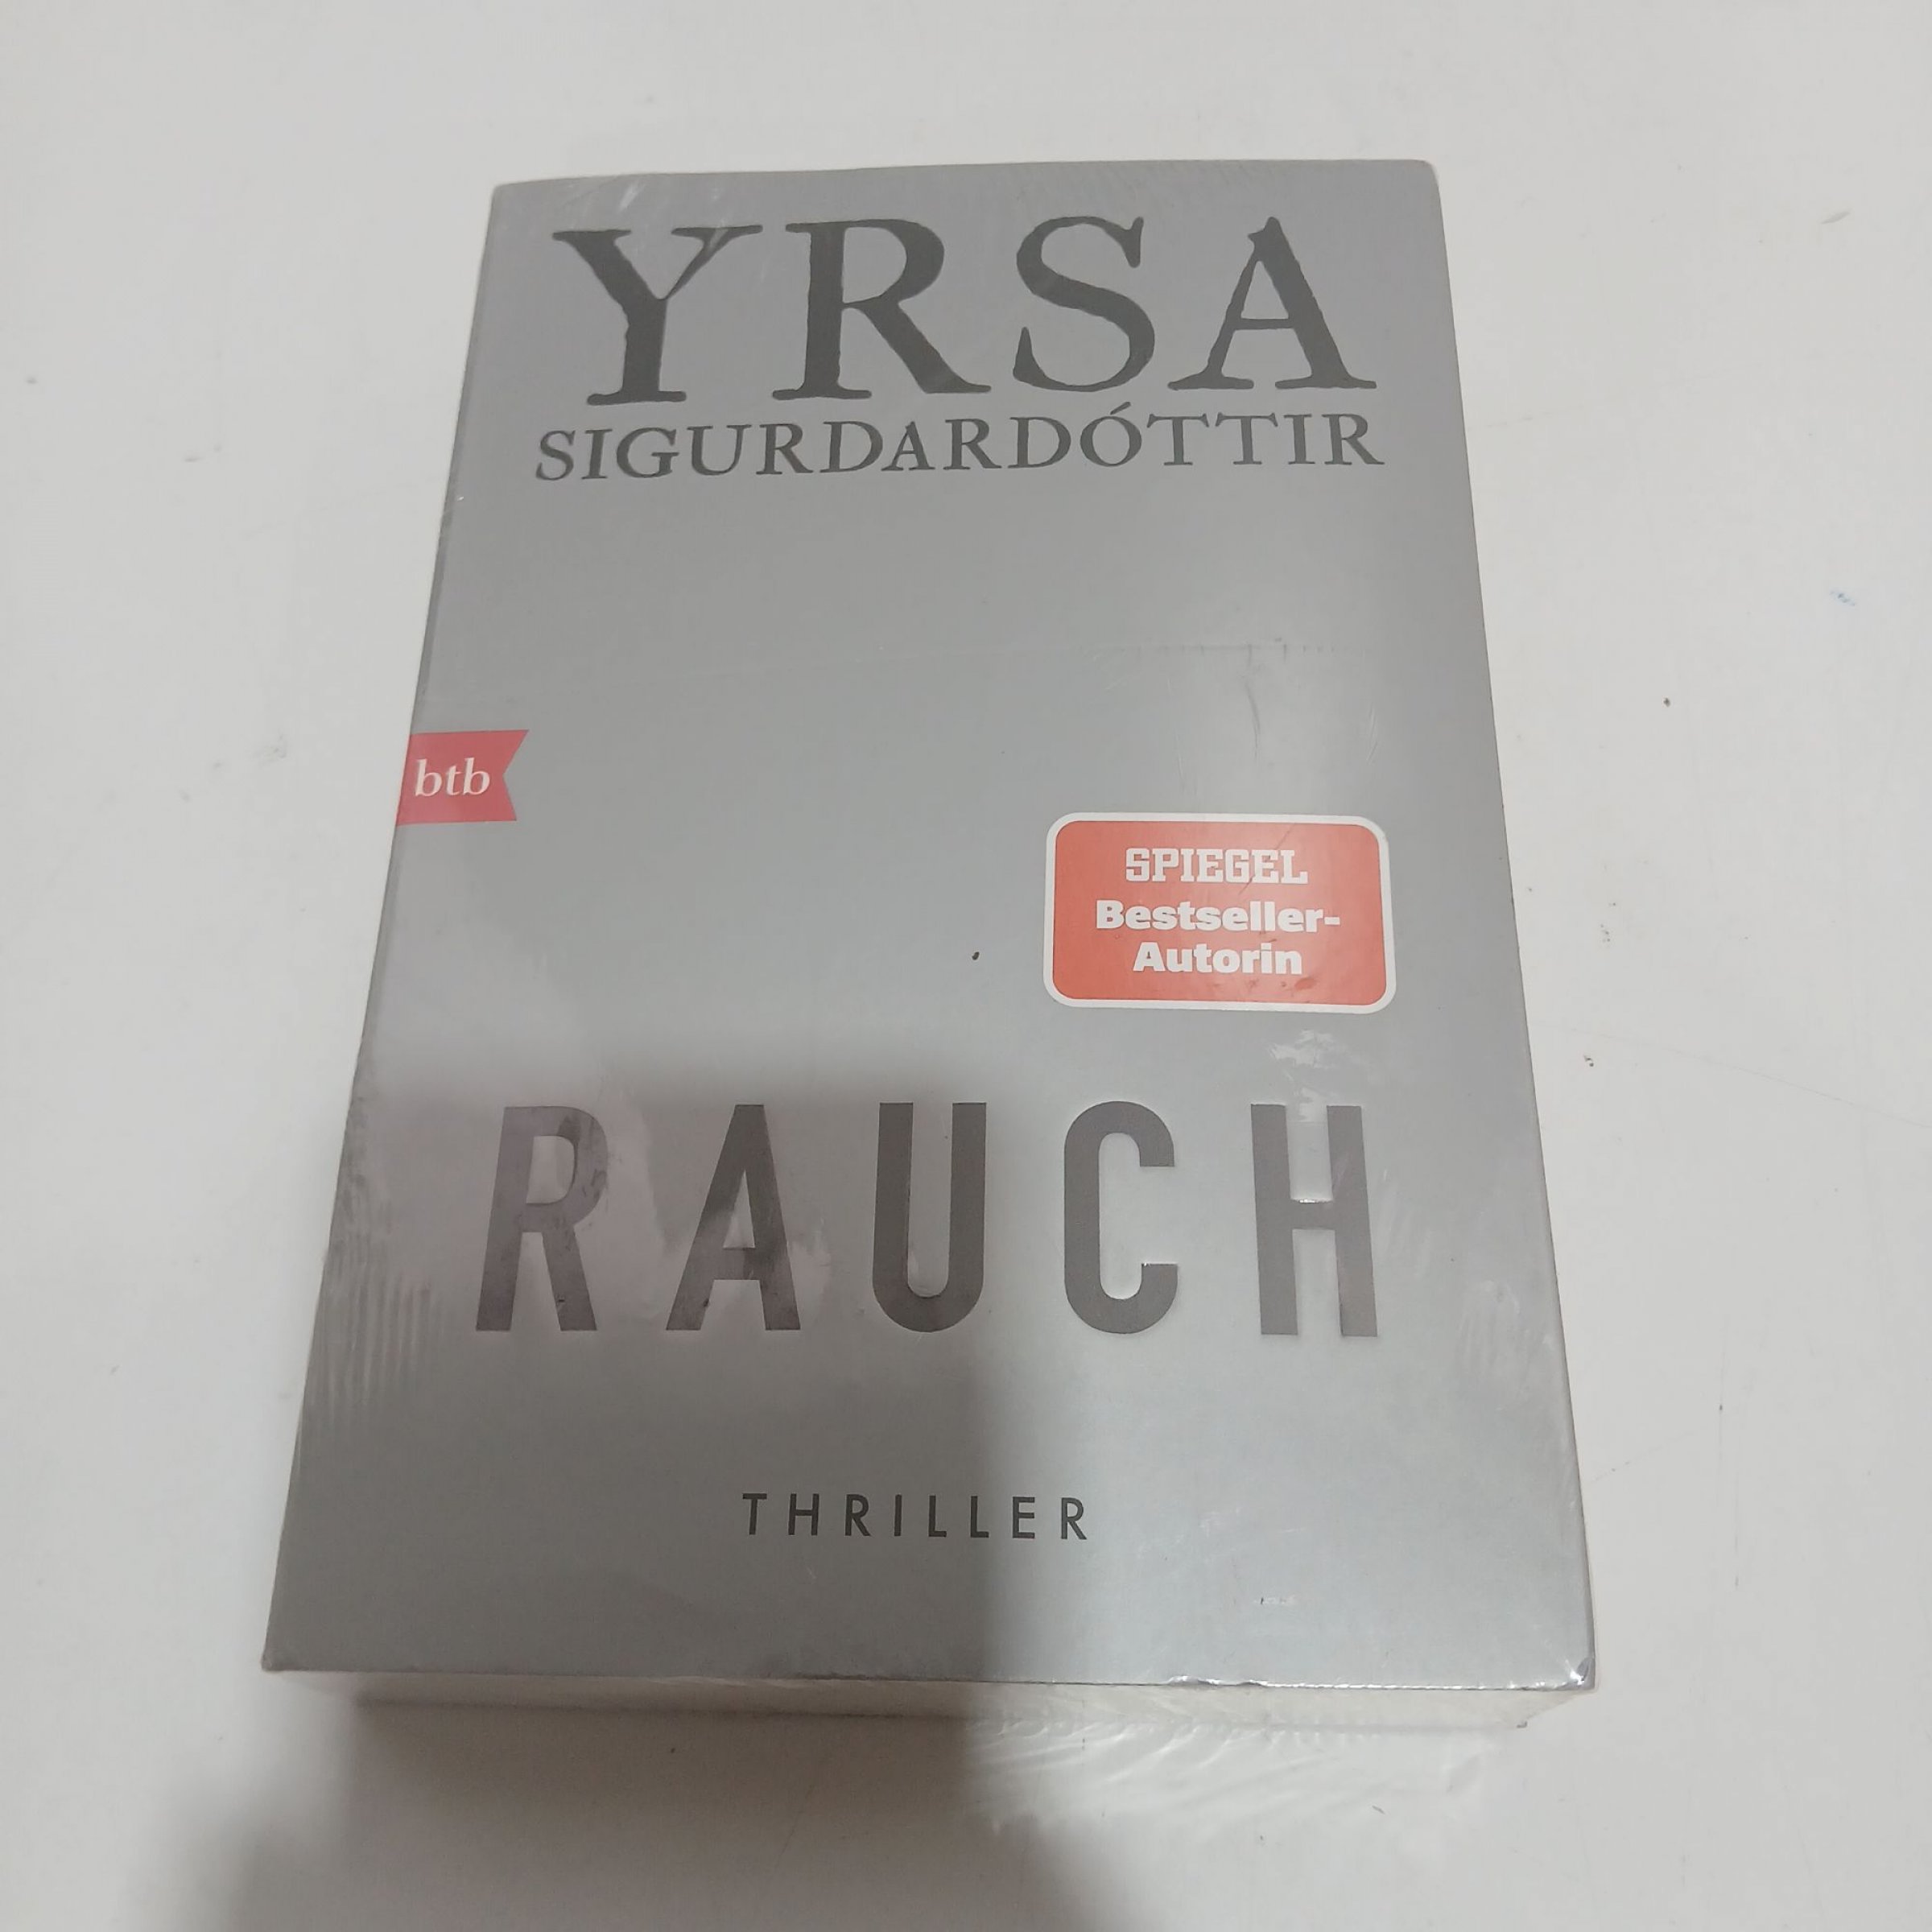 YRSA
SIGURDARDÓTTIR
btb
SPIEGEL
Bestseller-
Autorin
RAUCH
THRILLER